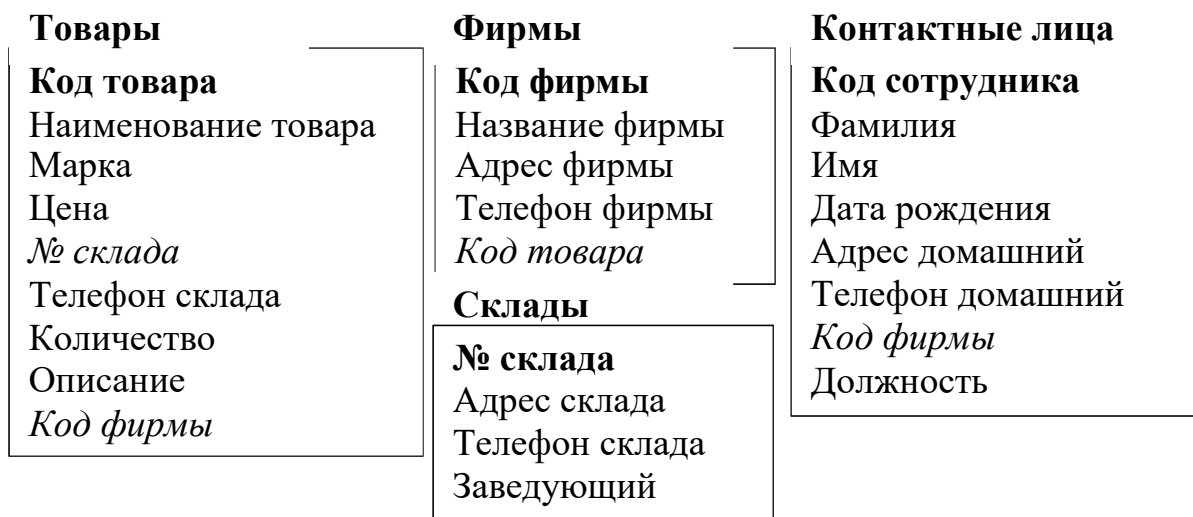 Товары
Код товара
Наименование товара
Марка
Цена
№ склада
Телефон склада
Количество
Описание
Код фирмы
Фирмы
Код фирмы
Название фирмы
Адрес фирмы
Телефон фирмы
Код товара
Склады
№ склада
Адрес склада
Телефон склада
Заведующий
Контактные лица
Код сотрудника
Фамилия
Имя
Дата рождения
Адрес домашний
Телефон домашний
Код фирмы
Должность